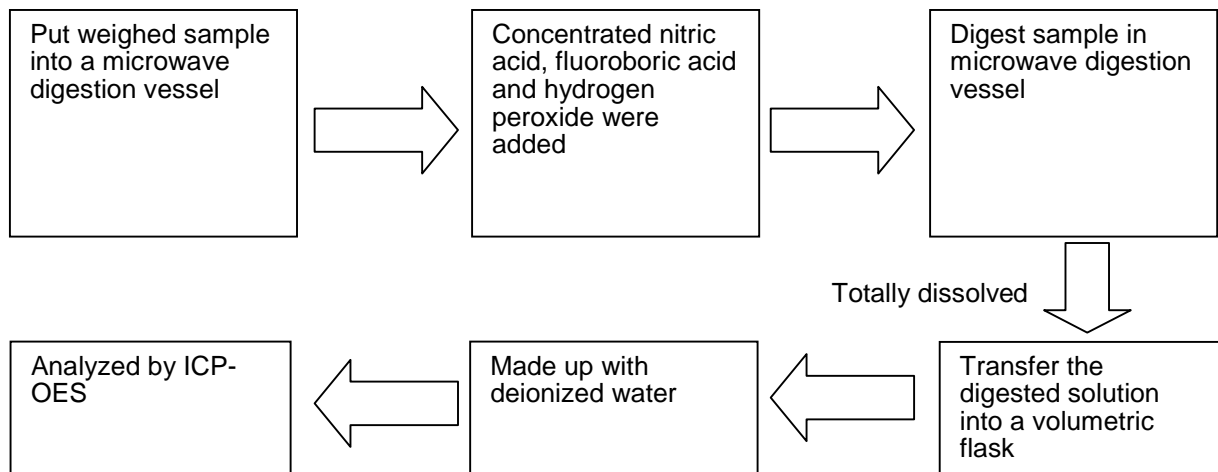 Put weighed sample
into a microwave
digestion vessel
Concentrated nitric
acid, fluoroboric acid
and hydrogen
peroxide were
added
Digest sample in
microwave digestion
vessel
Totally dissolved
Transfer the
digested solution
into a volumetric
flask
Made up with
deionized water
Analyzed by ICP-
OES